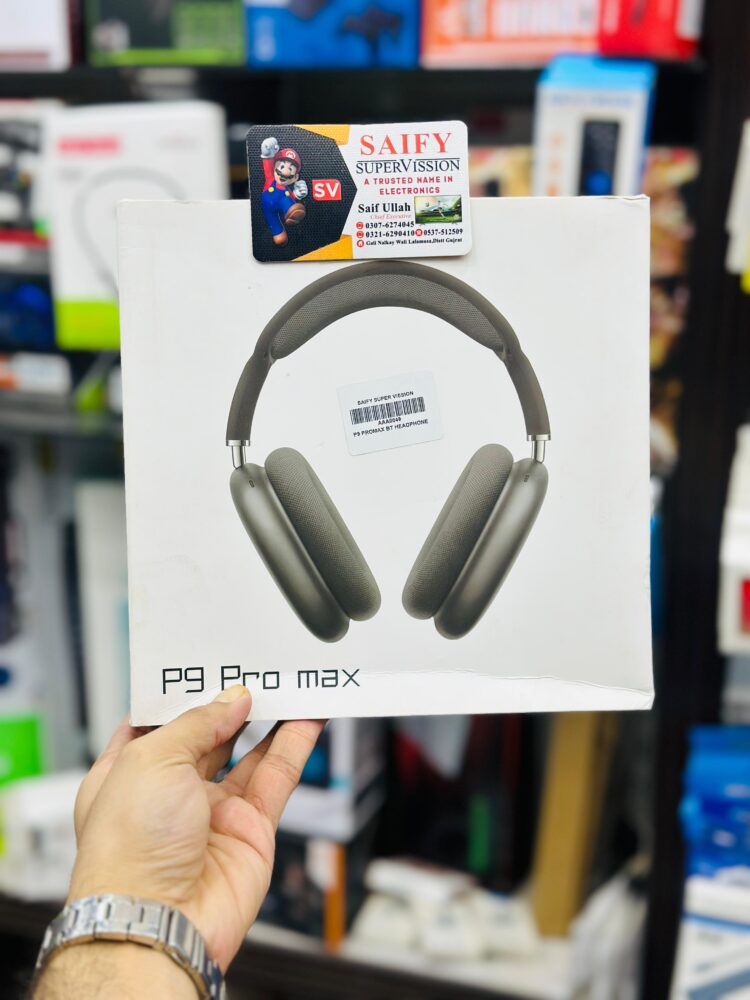 SAIFY
SUPERVISSION
A TRUSTED NAME IN
ELECTRONICS
SV
Saif Ullah
Chief Executive
0307-6274045
0321-6290410 0537-512509
Gali Nalkay Wali Lalamusa,Distt Gujrat
SAIFY SUPER VISSION
AAA0049
P9 PROMAX BT HEADPHONE
P9 Pro max